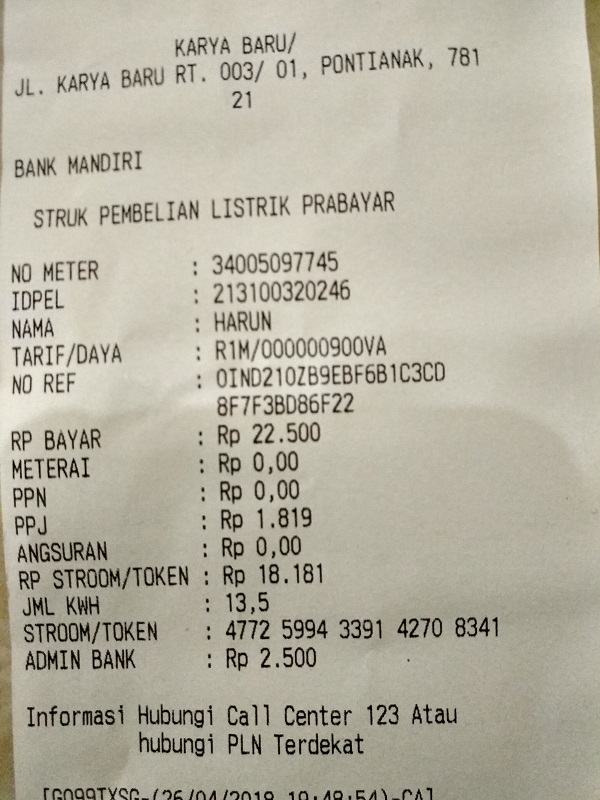 KARYA BARU/
JL. KARYA BARU RT. 003/ 01, PONTIANAK, 781
21
BANK MANDIRI
STRUK PEMBELIAN LISTRIK PRABAYAR
NO METER : 34005097745
IDPEL : 213100320246
NAMA : HARUN
TARIF/DAYA : R1M/000000900VA
NO REF : 0IND210ZB9EBF6B1C3CD
8F7F3BD86F22
RP BAYAR : Rp 22.500
METERAI : Rp 0,00
PPN : Rp 0,00
PPJ : Rp 1.819
ANGSURAN : Rp 0,00
RP STROOM/TOKEN : Rp 18.181
JML KWH : 13,5
STROOM/TOKEN : 4772 5994 3391 4270 8341
ADMIN BANK : Rp 2.500
Informasi Hubungi Call Center 123 Atau
hubungi PLN Terdekat
[G099TXSG-(26/04/2018 19:48:54)-CA]